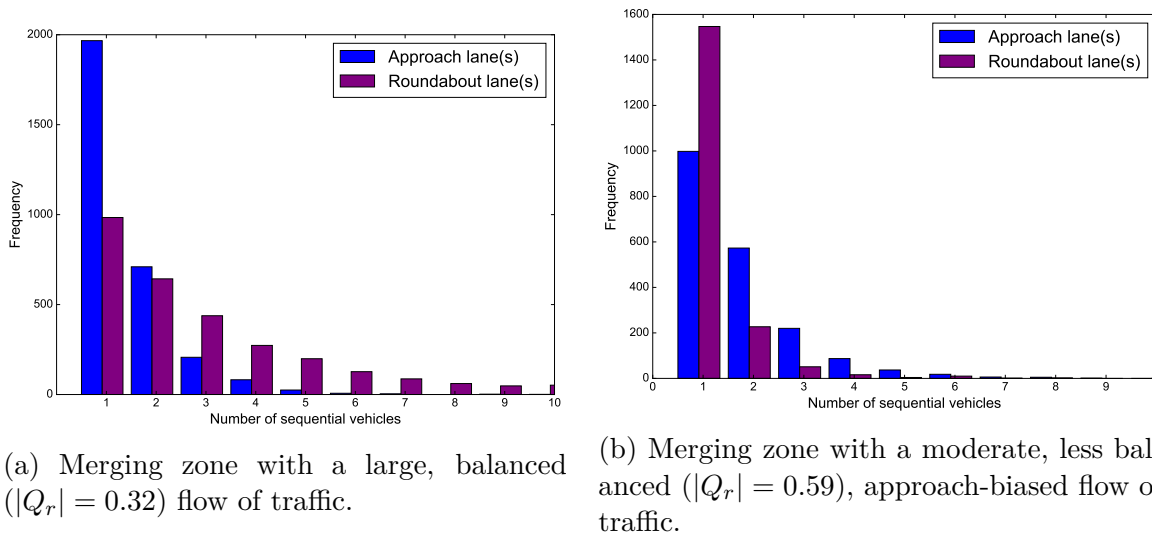 2000
1500
1000
500
0
Frequency
Approach lane(s)
Roundabout lane(s)
1 2 3 4 5 6 7 8 9 10
Number of sequential vehicles
(a) Merging zone with a large, balanced
(|Q_r| = 0.32) flow of traffic.
1600
1400
1200
1000
800
600
400
200
0
Frequency
Approach lane(s)
Roundabout lane(s)
0 1 2 3 4 5 6 7 8 9
Number of sequential vehicles
(b) Merging zone with a moderate, less bal
anced (|Q_r| = 0.59), approach-biased flow o
traffic.